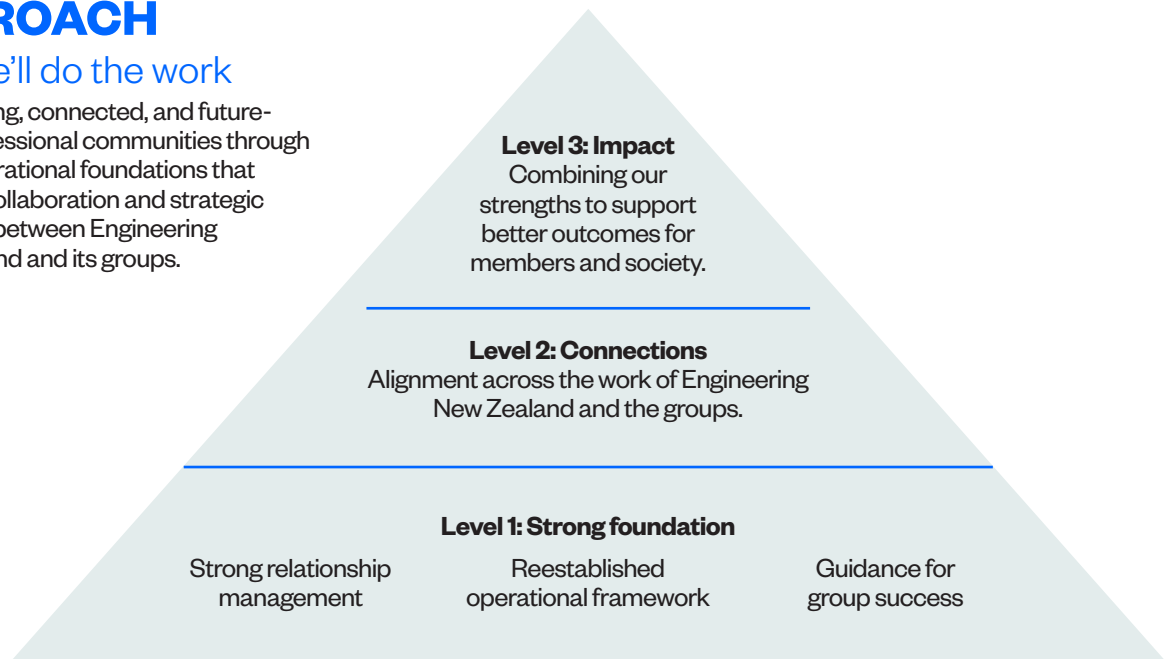 ROACH
e'll do the work
ng, connected, and future-
essional communities through
rational foundations that
ollaboration and strategic
between Engineering
nd and its groups.
Level 3: Impact
Combining our
strengths to support
better outcomes for
members and society.
Level 2: Connections
Alignment across the work of Engineering
New Zealand and the groups.
Level 1: Strong foundation
Strong relationship
management
Reestablished
operational framework
Guidance for
group success